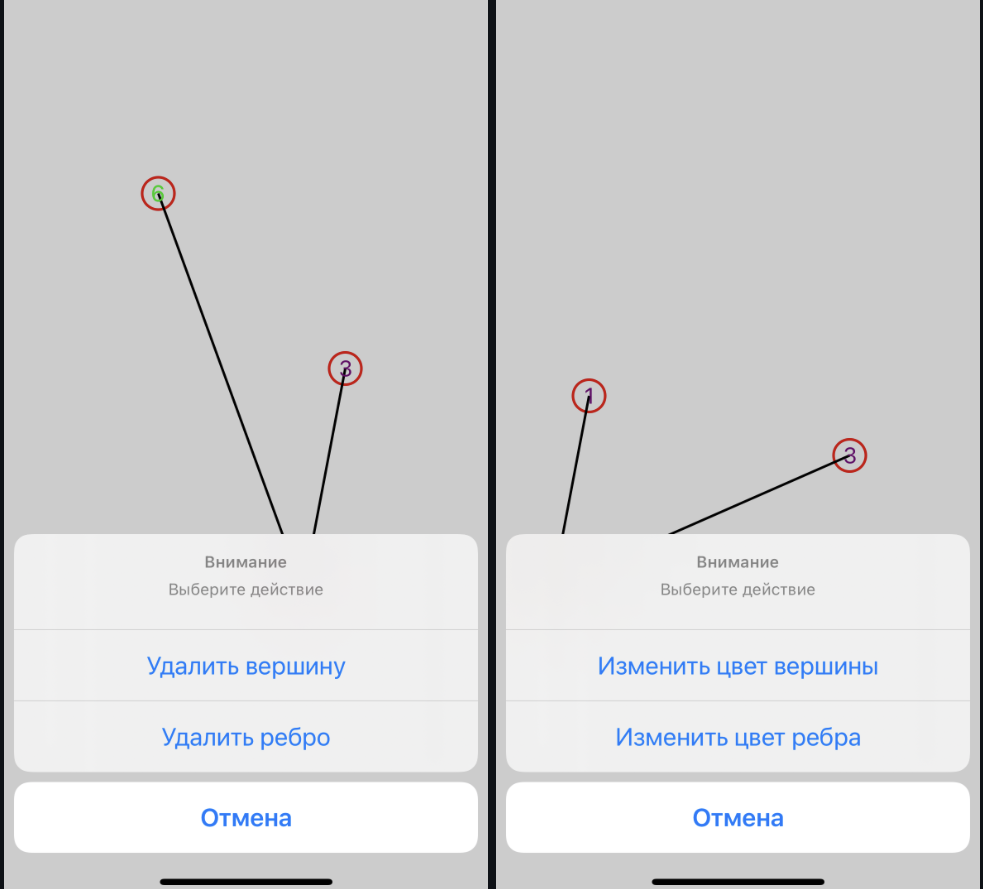 6
3
Внимание
Выберите действие
Удалить вершину
Удалить ребро
Отмена
1
3
Внимание
Выберите действие
Изменить цвет вершины
Изменить цвет ребра
Отмена